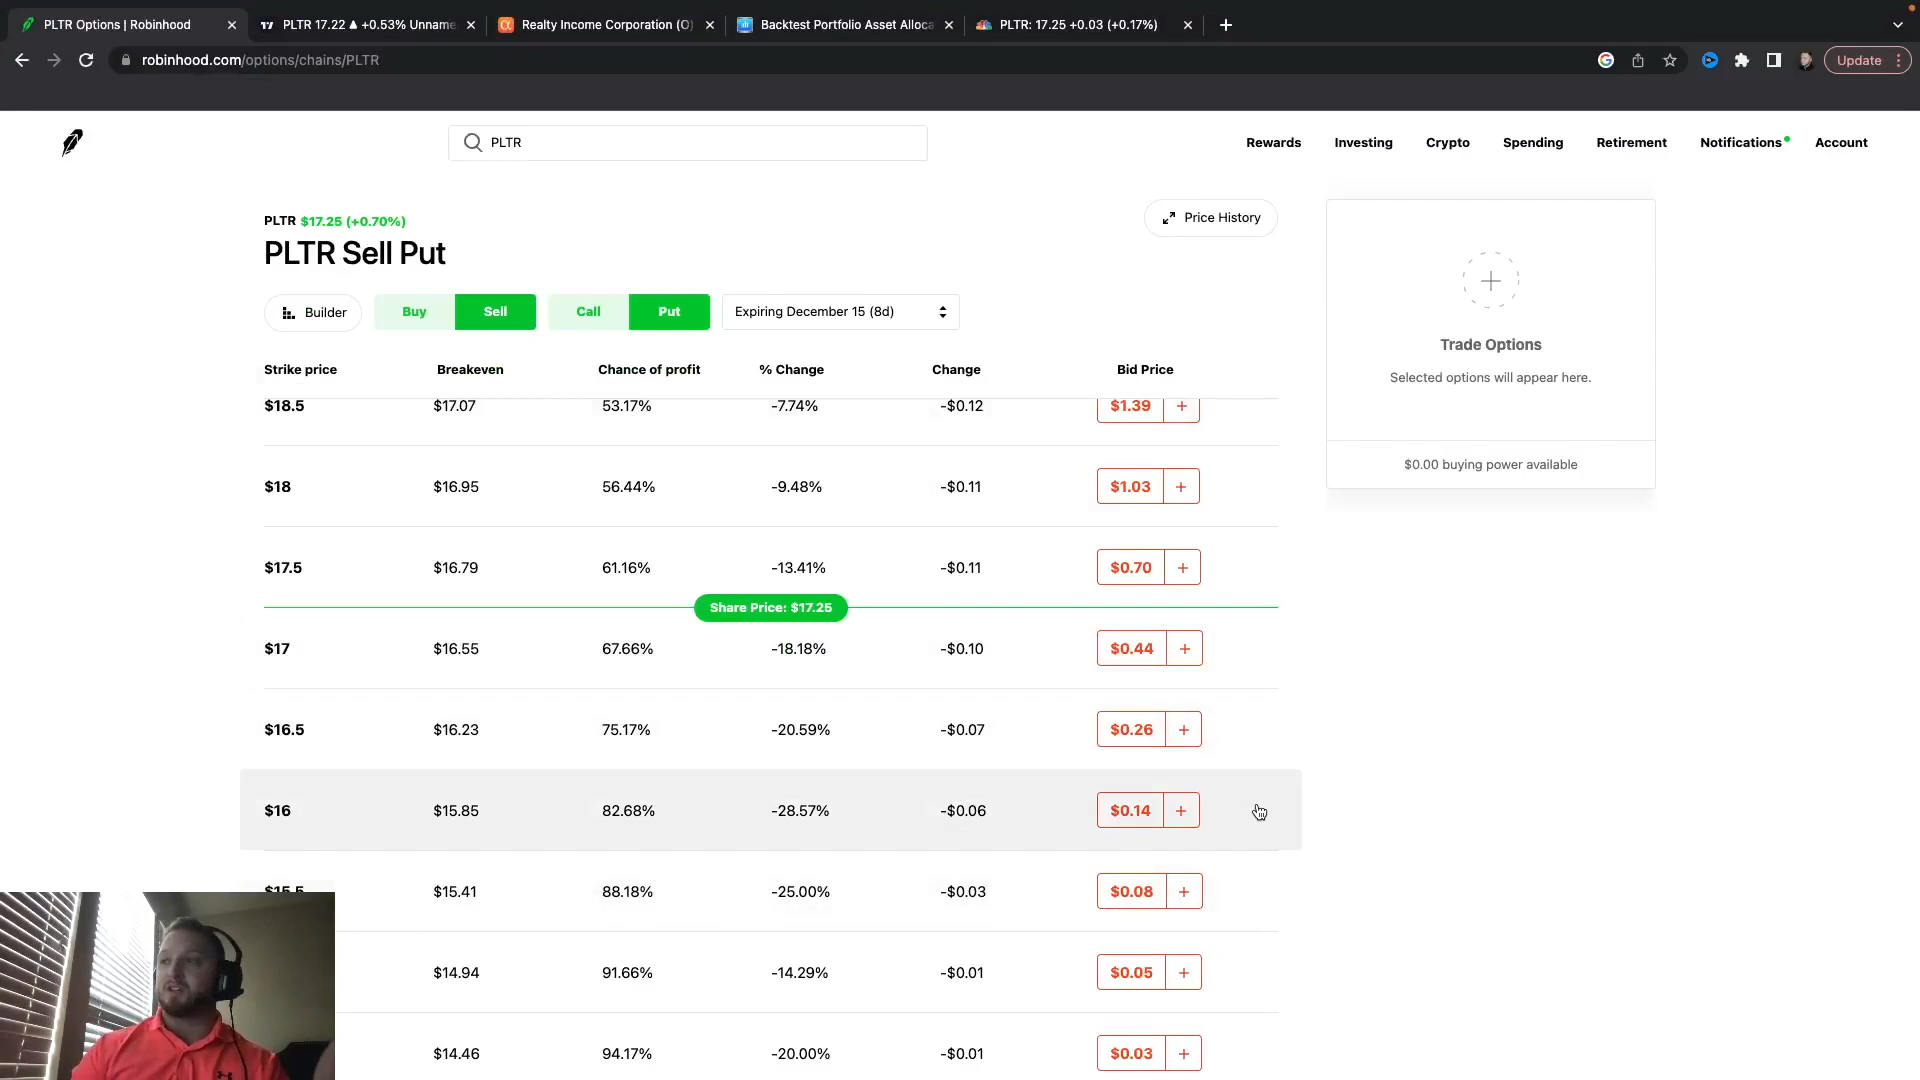 PLTR Options | Robinhood
PLTR 17.22 ▲ +0.53% Unname
Realty Income Corporation (O)
Backtest Portfolio Asset Alloca
PLTR: 17.25 +0.03 (+0.17%)
robinhood.com/options/chains/PLTR
Update
PLTR
Rewards
Investing
Crypto
Spending
Retirement
Notifications
Account
PLTR $17.25 (+0.70%)
PLTR Sell Put
Price History
Builder
Buy
Sell
Call
Put
Expiring December 15 (8d)
Strike price Breakeven Chance of profit % Change Change Bid Price
$18.5 $17.07 53.17% -7.74% -$0.12 $1.39 +
$18 $16.95 56.44% -9.48% -$0.11 $1.03 +
$17.5 $16.79 61.16% -13.41% -$0.11 $0.70 +
Share Price: $17.25
$17 $16.55 67.66% -18.18% -$0.10 $0.44 +
$16.5 $16.23 75.17% -20.59% -$0.07 $0.26 +
$16 $15.85 82.68% -28.57% -$0.06 $0.14 +
$15.5 $15.41 88.18% -25.00% -$0.03 $0.08 +
$14.94 91.66% -14.29% -$0.01 $0.05 +
$14.46 94.17% -20.00% -$0.01 $0.03 +
Trade Options
Selected options will appear here.
$0.00 buying power available